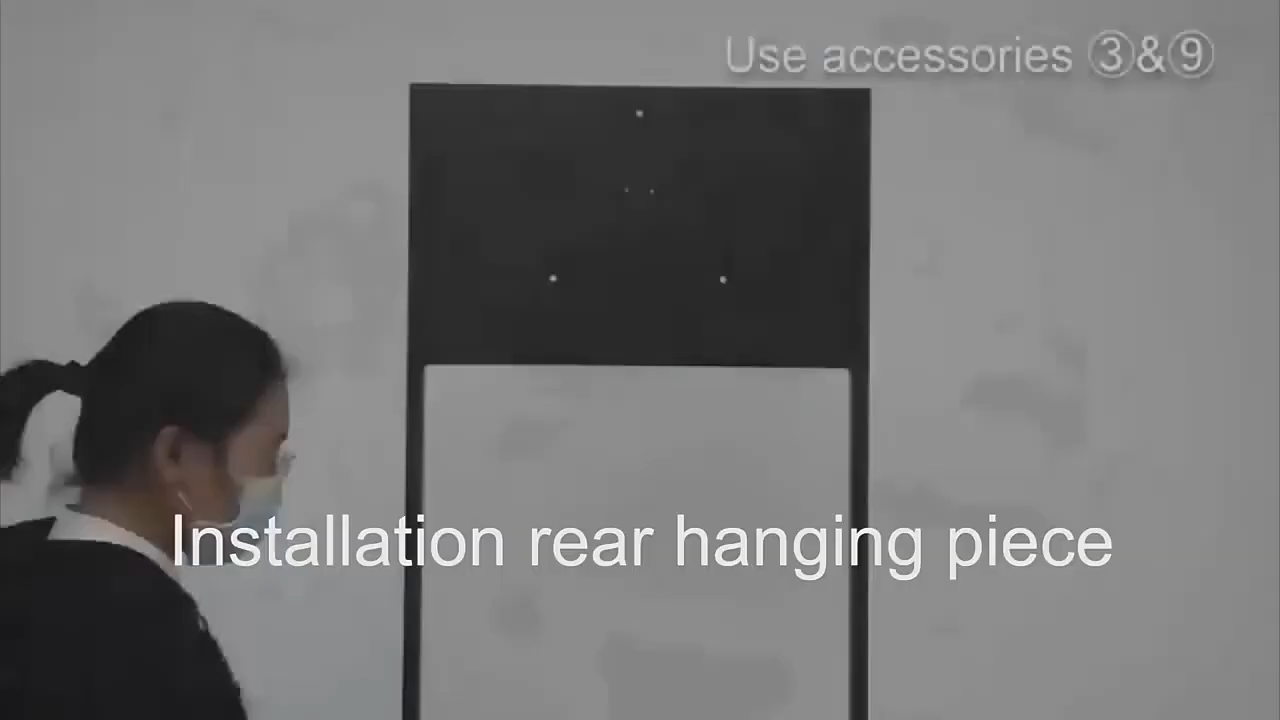 Use accessories ③&⑨
Installation rear hanging piece